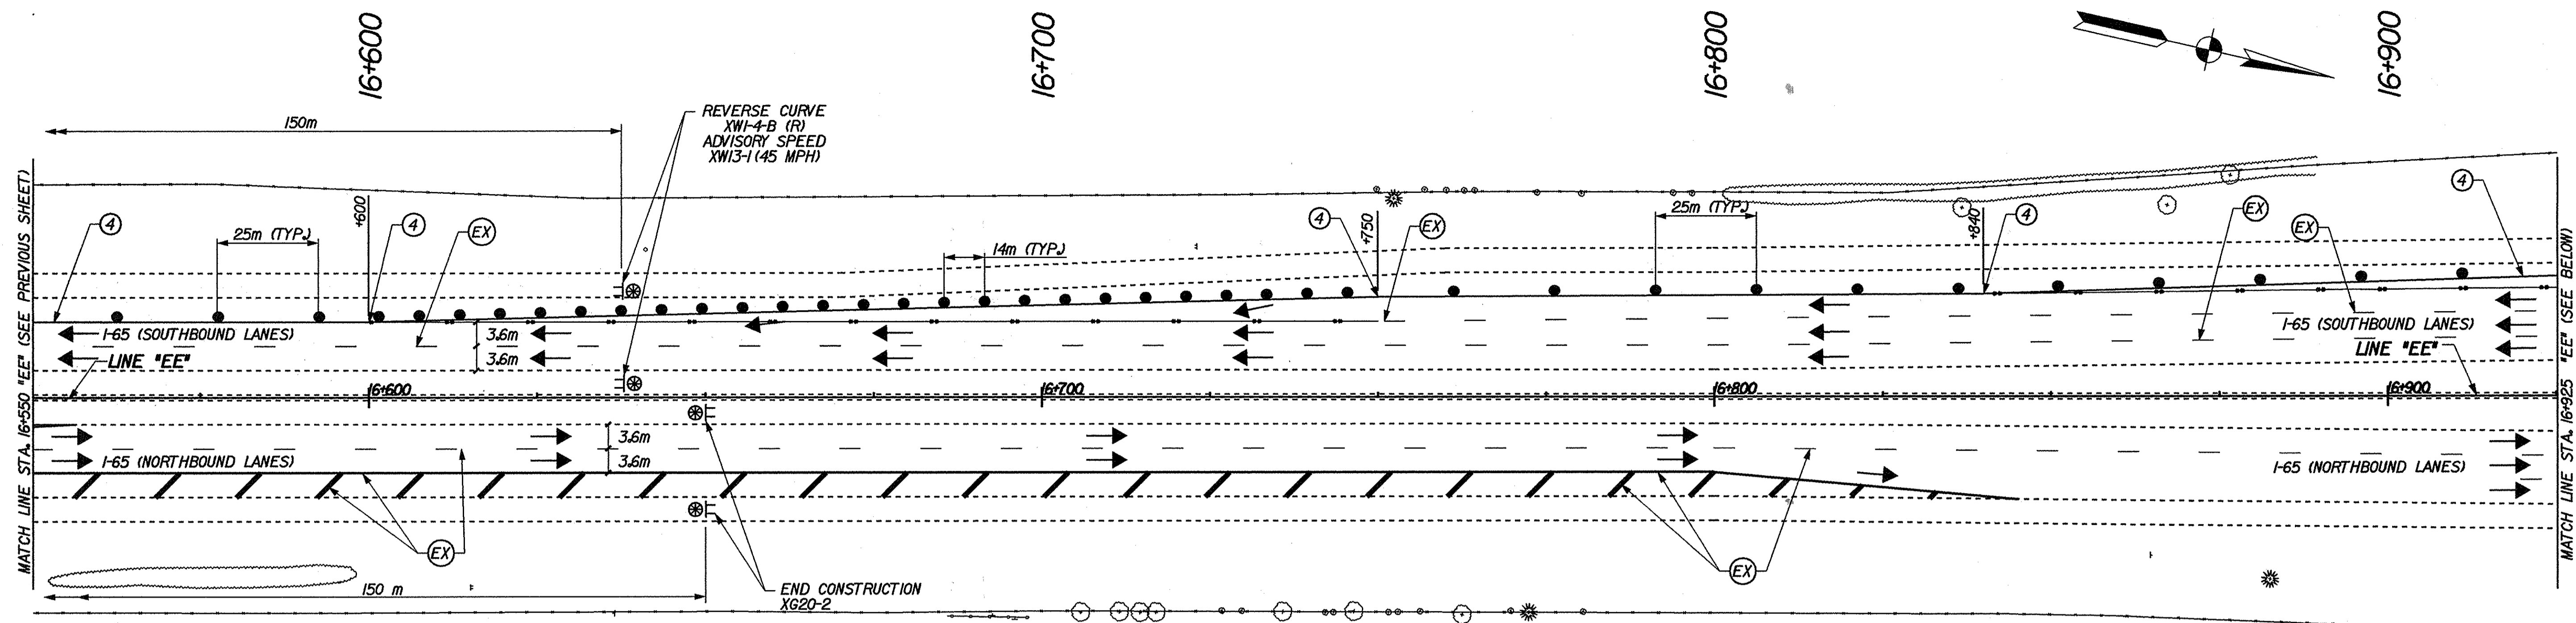 16+600
16+700
16+800
16+900
150m
REVERSE CURVE
XW1-4-B (R)
ADVISORY SPEED
XW13-1 (45 MPH)
MATCH LINE STA. 16+550 "EE" (SEE PREVIOUS SHEET)
4
25m (TYP.)
+600
4
EX
14m (TYP.)
4
+750
EX
25m (TYP.)
+840
4
EX
EX
4
I-65 (SOUTHBOUND LANES)
3.6m
3.6m
LINE "EE"
I-65 (SOUTHBOUND LANES)
LINE "EE"
16+600
16+700
16+800
16+900
3.6m
3.6m
I-65 (NORTHBOUND LANES)
I-65 (NORTHBOUND LANES)
EX
EX
150 m
END CONSTRUCTION
XG20-2
MATCH LINE STA. 16+925 "EE" (SEE BELOW)